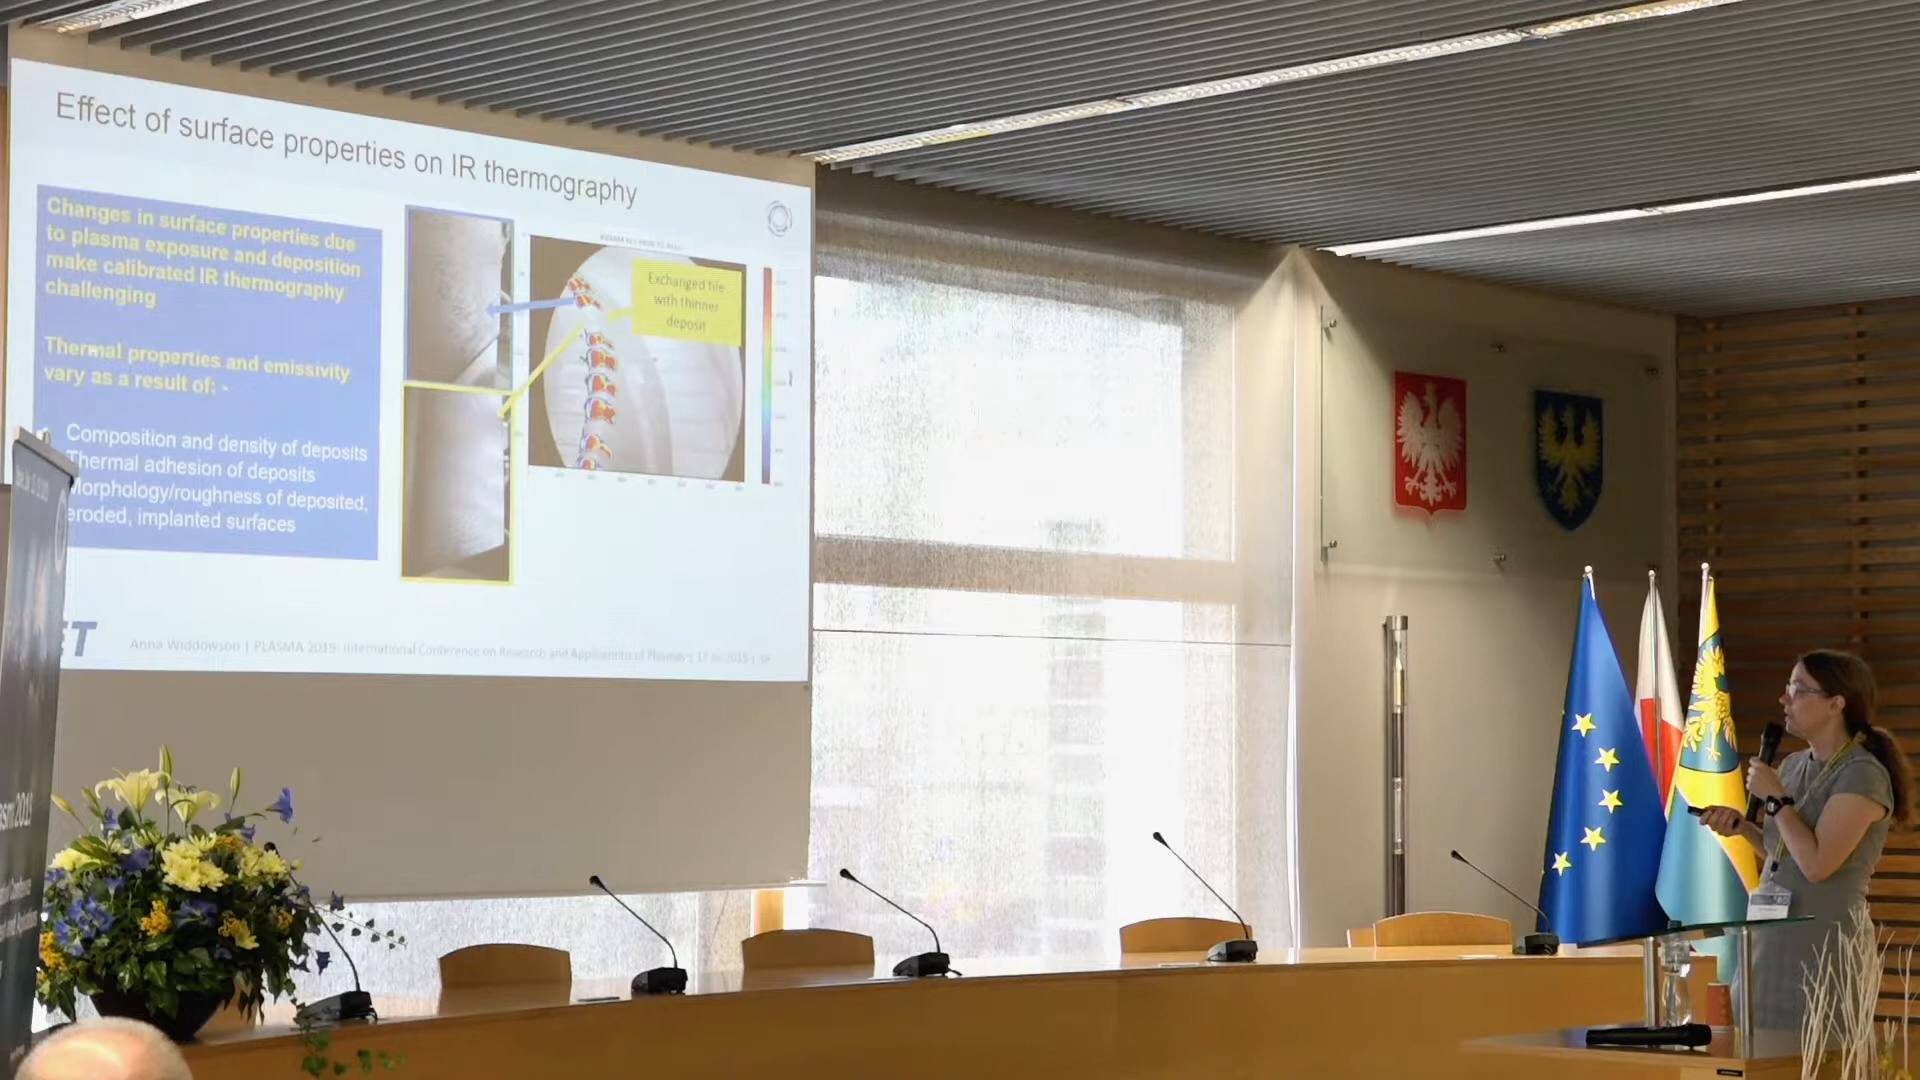 Effect of surface properties on IR thermography
Changes in surface properties due
to plasma exposure and deposition
make calibrated IR thermography
challenging
Thermal properties and emissivity
vary as a result of: -
Composition and density of deposits
Thermal adhesion of deposits
Morphology/roughness of deposited,
eroded, implanted surfaces
Exchanged tile
with thinner
deposit
ET
Anna Widdowson | PLASMA 2019: International Conference on Research and Applications of Plasmas |